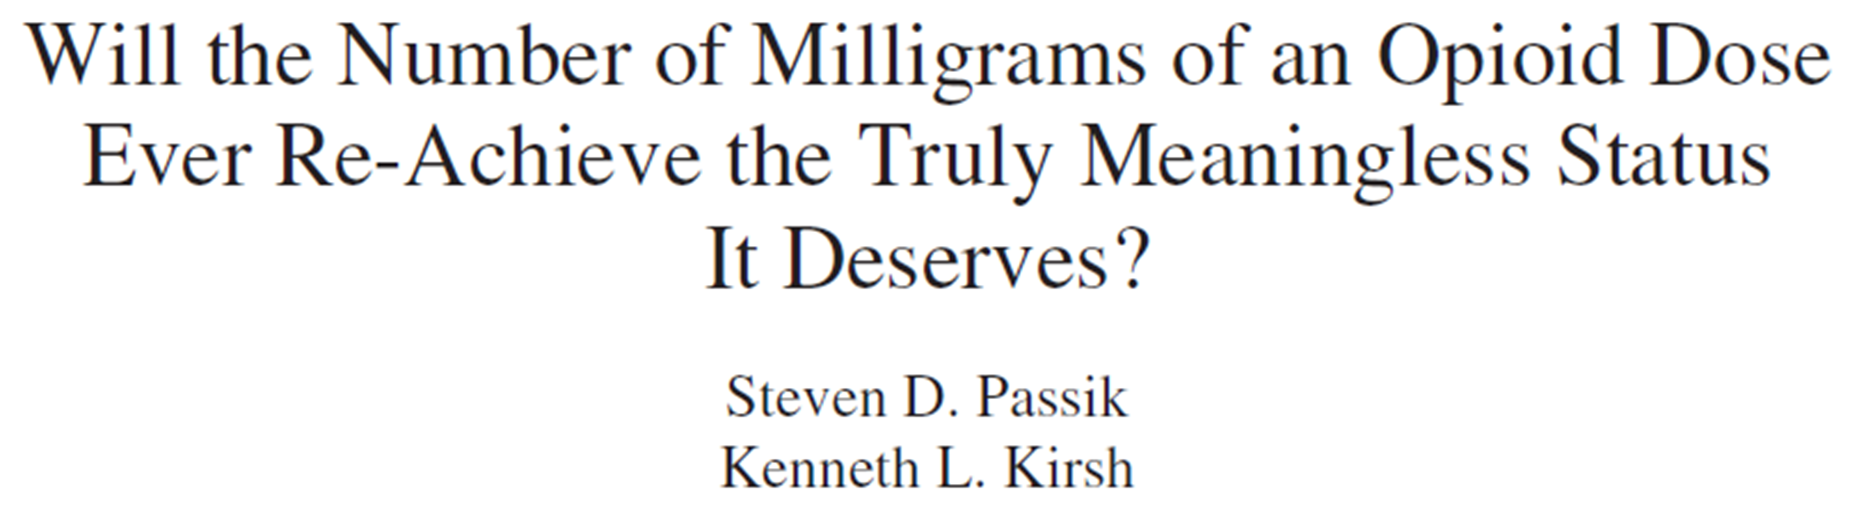 Will the Number of Milligrams of an Opioid Dose
Ever Re-Achieve the Truly Meaningless Status
It Deserves?
Steven D. Passik
Kenneth L. Kirsh